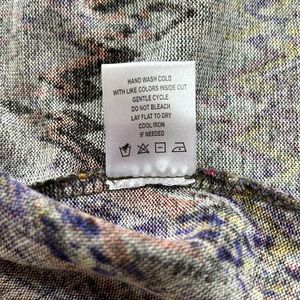 HAND WASH COLD
WITH LIKE COLORS INSIDE OUT
GENTLE CYCLE
DO NOT BLEACH
LAY FLAT TO DRY
COOL IRON
IF NEEDED